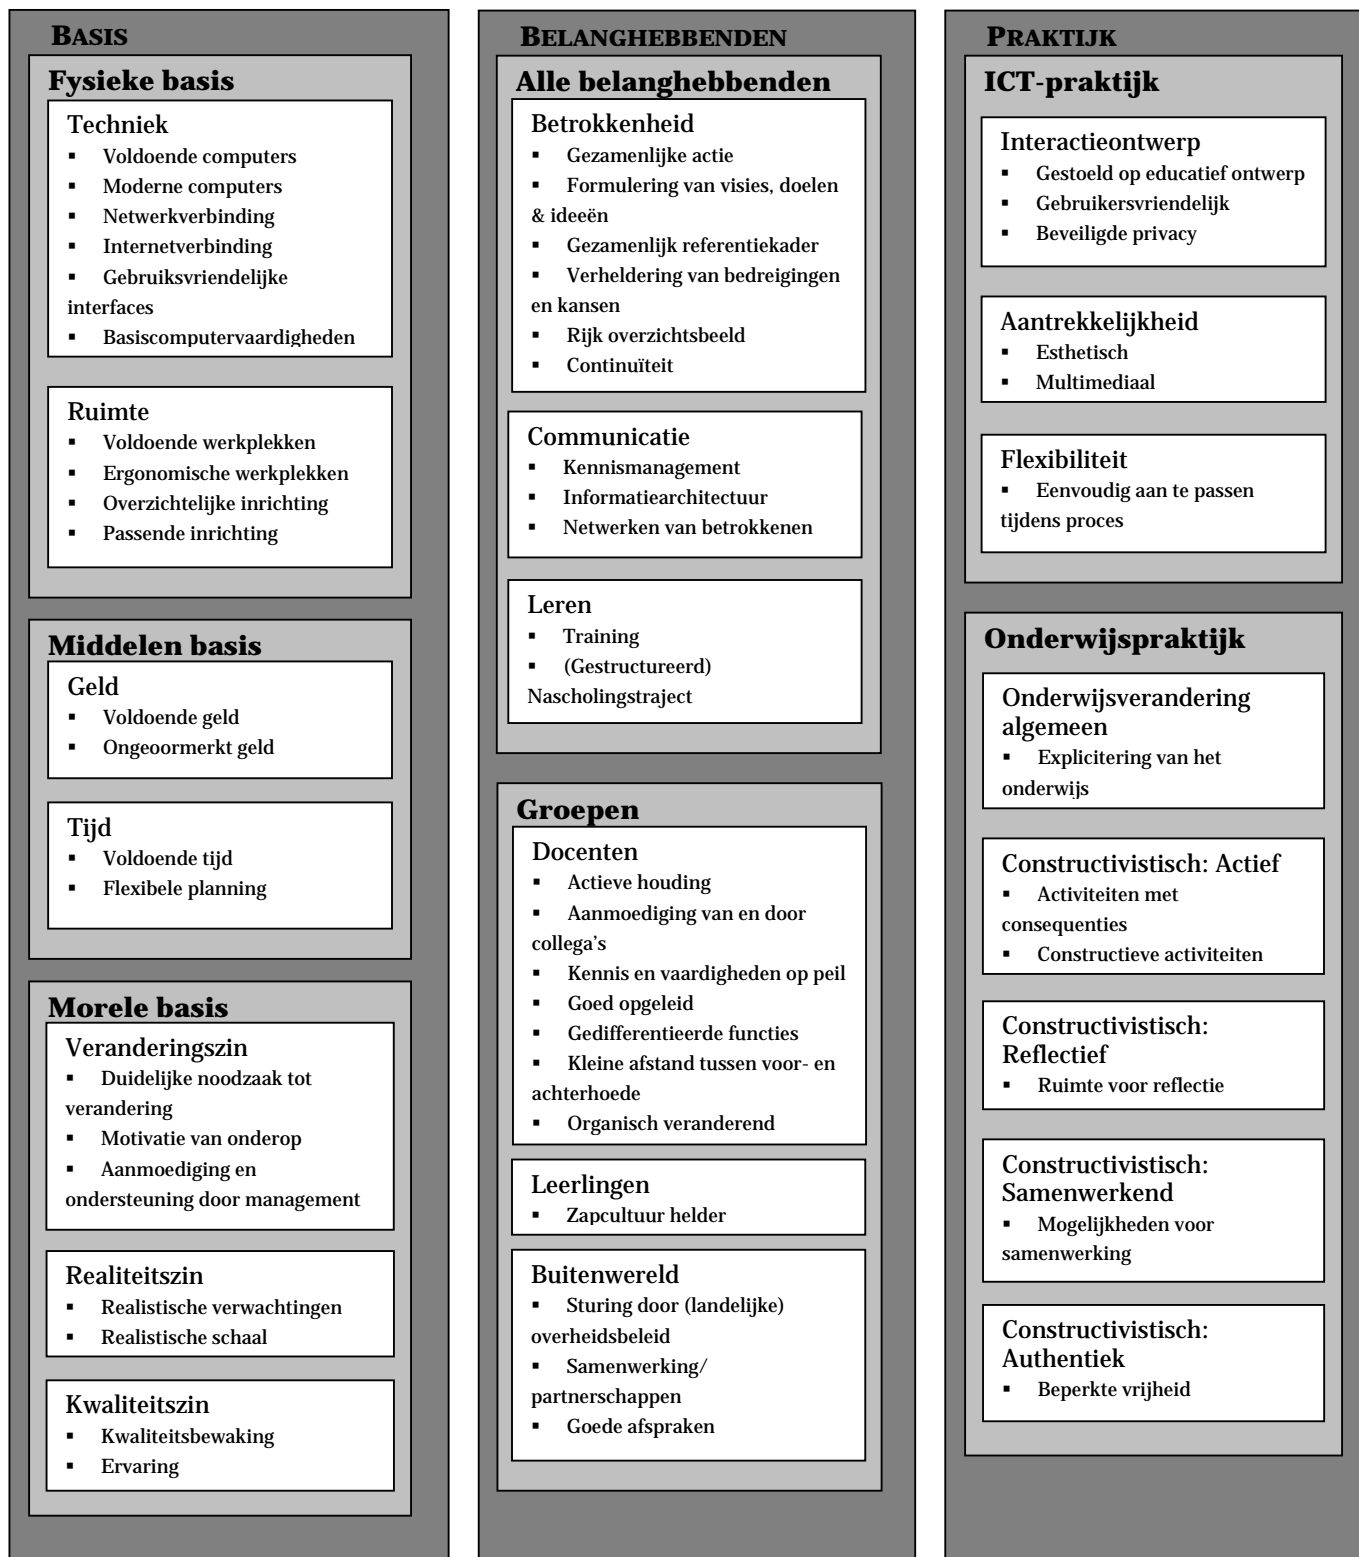 BASIS
Fysieke basis
Techniek
▪ Voldoende computers
▪ Moderne computers
▪ Netwerkverbinding
▪ Internetverbinding
▪ Gebruiksvriendelijke
interfaces
▪ Basiscomputervaardigheden
Ruimte
▪ Voldoende werkplekken
▪ Ergonomische werkplekken
▪ Overzichtelijke inrichting
▪ Passende inrichting
Middelen basis
Geld
▪ Voldoende geld
▪ Ongeoormerkt geld
Tijd
▪ Voldoende tijd
▪ Flexibele planning
Morele basis
Veranderingszin
▪ Duidelijke noodzaak tot
verandering
▪ Motivatie van onderop
▪ Aanmoediging en
ondersteuning door management
Realiteitszin
▪ Realistische verwachtingen
▪ Realistische schaal
Kwaliteitszin
▪ Kwaliteitsbewaking
▪ Ervaring
BELANGHEBBENDEN
Alle belanghebbenden
Betrokkenheid
▪ Gezamenlijke actie
▪ Formulering van visies, doelen
& ideeën
▪ Gezamenlijk referentiekader
▪ Verheldering van bedreigingen
en kansen
▪ Rijk overzichtsbeeld
▪ Continuïteit
Communicatie
▪ Kennismanagement
▪ Informatiearchitectuur
▪ Netwerken van betrokkenen
Leren
▪ Training
▪ (Gestructureerd)
Nascholingstraject
Groepen
Docenten
▪ Actieve houding
▪ Aanmoediging van en door
collega's
▪ Kennis en vaardigheden op peil
▪ Goed opgeleid
▪ Gedifferentieerde functies
▪ Kleine afstand tussen voor- en
achterhoede
▪ Organisch veranderend
Leerlingen
▪ Zapcultuur helder
Buitenwereld
▪ Sturing door (landelijke)
overheidsbeleid
▪ Samenwerking/
partnerschappen
▪ Goede afspraken
PRAKTIJK
ICT-praktijk
Interactieontwerp
▪ Gestoeld op educatief ontwerp
▪ Gebruikersvriendelijk
▪ Beveiligde privacy
Aantrekkelijkheid
▪ Esthetisch
▪ Multimediaal
Flexibiliteit
▪ Eenvoudig aan te passen
tijdens proces
Onderwijspraktijk
Onderwijsverandering
algemeen
▪ Explicitering van het
onderwijs
Constructivistisch: Actief
▪ Activiteiten met
consequenties
▪ Constructieve activiteiten
Constructivistisch:
Reflectief
▪ Ruimte voor reflectie
Constructivistisch:
Samenwerkend
▪ Mogelijkheden voor
samenwerking
Constructivistisch:
Authentiek
▪ Beperkte vrijheid